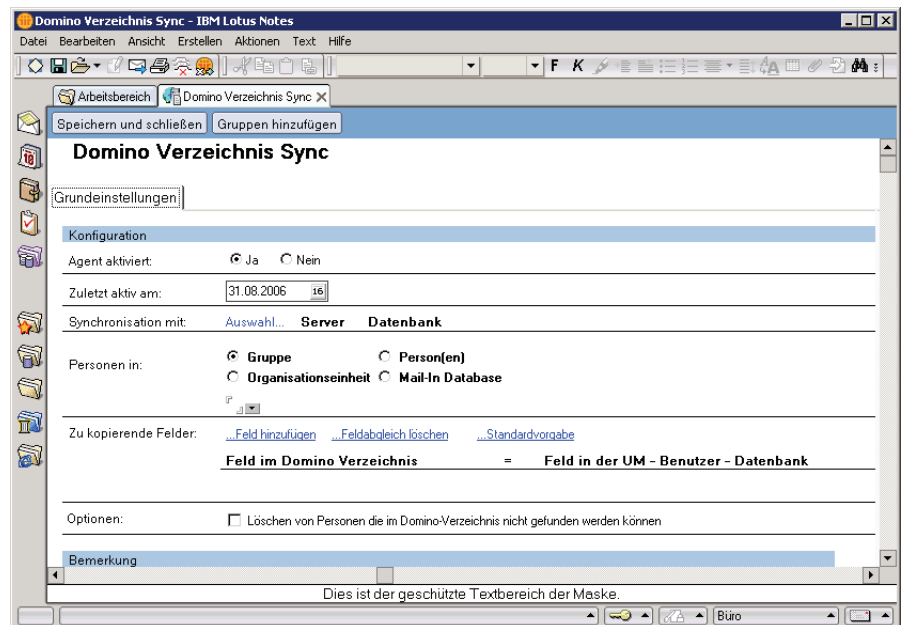 Domino Verzeichnis Sync - IBM Lotus Notes
Datei Bearbeiten Ansicht Erstellen Aktionen Text Hilfe
F K
Arbeitsbereich Domino Verzeichnis Sync
Speichern und schließen Gruppen hinzufügen
Domino Verzeichnis Sync
Grundeinstellungen
Konfiguration
Agent aktiviert: Ja Nein
Zuletzt aktiv am: 31.08.2006 16
Synchronisation mit: Auswahl... Server Datenbank
Personen in: Gruppe Person(en)
Organisationseinheit Mail-In Database
Zu kopierende Felder: ...Feld hinzufügen ...Feldabgleich löschen ...Standardvorgabe
Feld im Domino Verzeichnis = Feld in der UM - Benutzer - Datenbank
Optionen: Löschen von Personen die im Domino-Verzeichnis nicht gefunden werden können
Bemerkung
Dies ist der geschützte Textbereich der Maske.
Büro